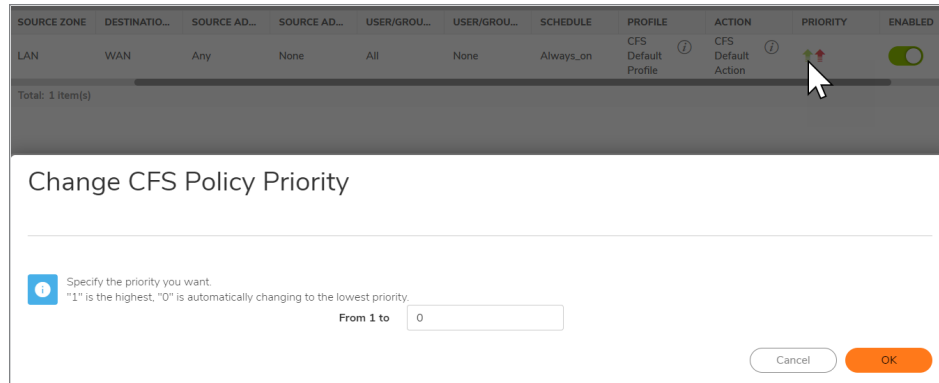 SOURCE ZONE DESTINATIO... SOURCE AD... SOURCE AD... USER/GROU... USER/GROU... SCHEDULE PROFILE ACTION PRIORITY ENABLED
LAN WAN Any None All None Always_on CFS Default Profile CFS Default Action
Total: 1 item(s)
Change CFS Policy Priority
Specify the priority you want.
"1" is the highest, "0" is automatically changing to the lowest priority.
From 1 to 0
Cancel OK